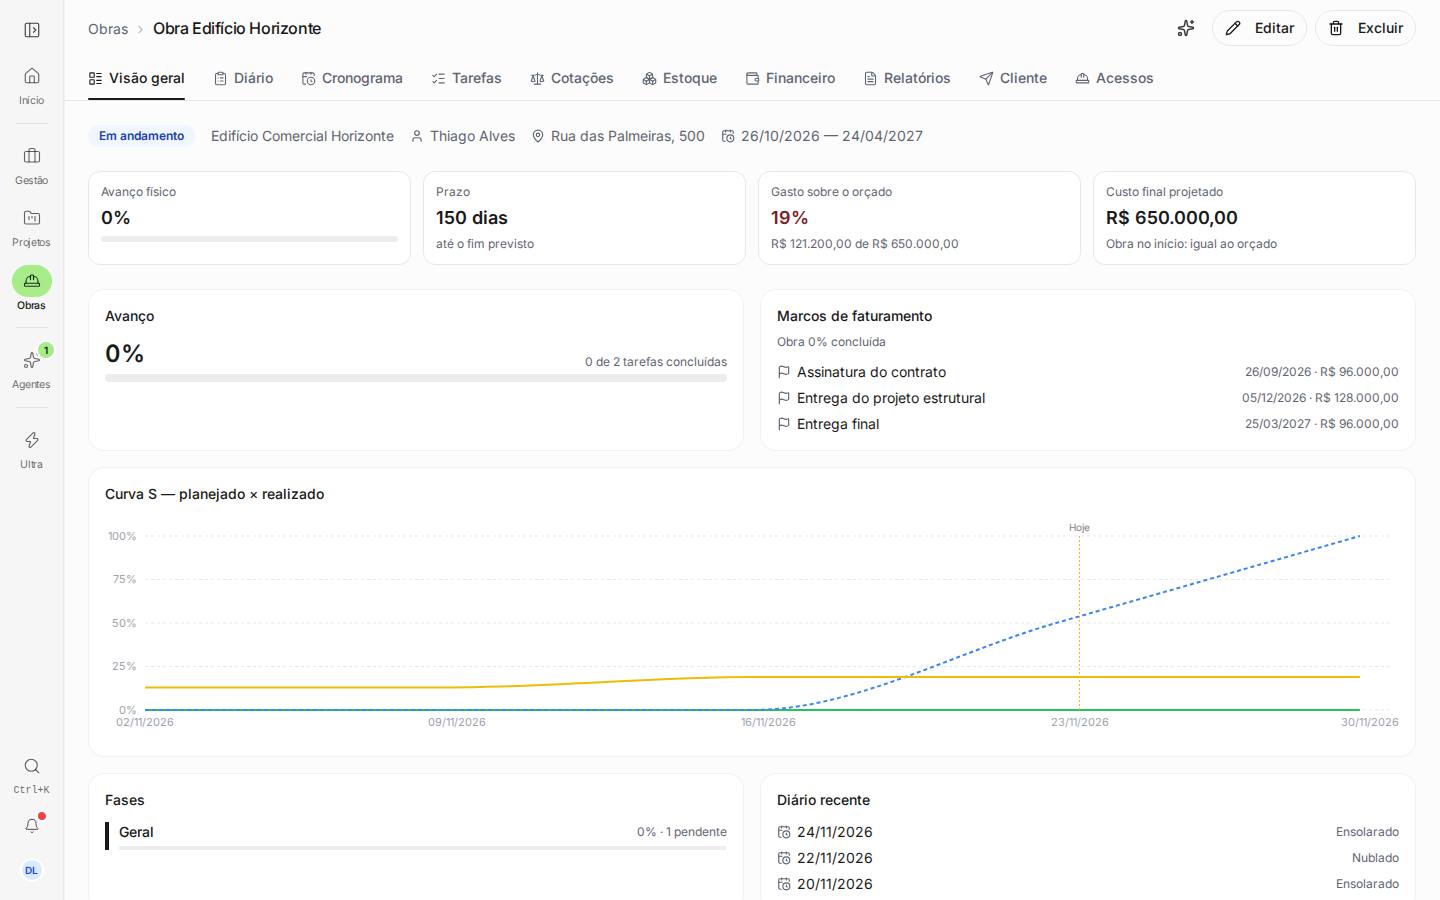 Obras › Obra Edifício Horizonte
Editar
Excluir
Visão geral
Diário
Cronograma
Tarefas
Cotações
Estoque
Financeiro
Relatórios
Cliente
Acessos
Início
Gestão
Projetos
Obras
1
Agentes
Ultra
Ctrl+K
DL
Em andamento
Edifício Comercial Horizonte
Thiago Alves
Rua das Palmeiras, 500
26/10/2026 — 24/04/2027
Avanço físico
0%
Prazo
150 dias
até o fim previsto
Gasto sobre o orçado
19%
R$ 121.200,00 de R$ 650.000,00
Custo final projetado
R$ 650.000,00
Obra no início: igual ao orçado
Avanço
0%
0 de 2 tarefas concluídas
Marcos de faturamento
Obra 0% concluída
Assinatura do contrato
26/09/2026 · R$ 96.000,00
Entrega do projeto estrutural
05/12/2026 · R$ 128.000,00
Entrega final
25/03/2027 · R$ 96.000,00
Curva S — planejado × realizado
Hoje
100%
75%
50%
25%
0%
02/11/2026
09/11/2026
16/11/2026
23/11/2026
30/11/2026
Fases
Geral
0% · 1 pendente
Diário recente
24/11/2026
Ensolarado
22/11/2026
Nublado
20/11/2026
Ensolarado